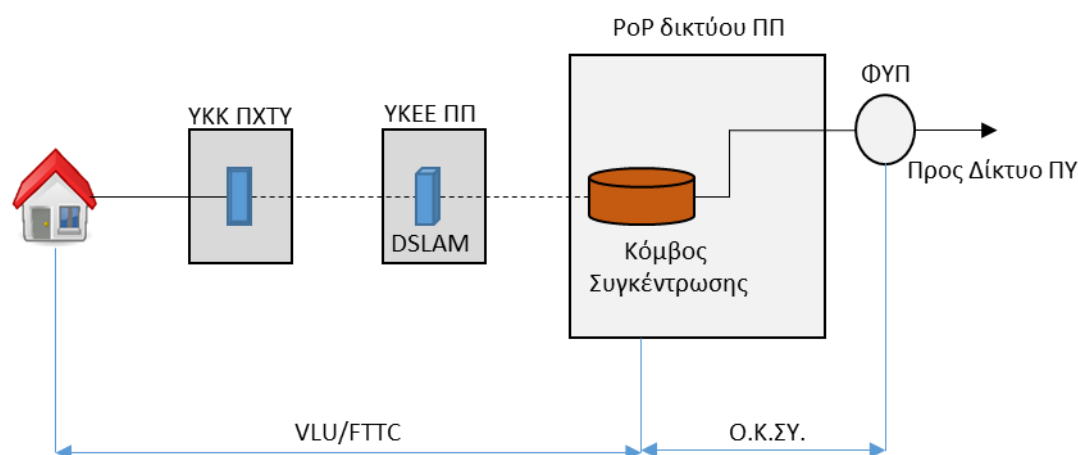 PoP δικτύου ΠΠ
ΦΥΠ
ΥΚΚ ΠΧΤΥ
ΥΚΕΕ ΠΠ
Προς Δίκτυο ΠΥ
DSLAM
Κόμβος
Συγκέντρωσης
VLU/FTTC
Ο.Κ.ΣΥ.